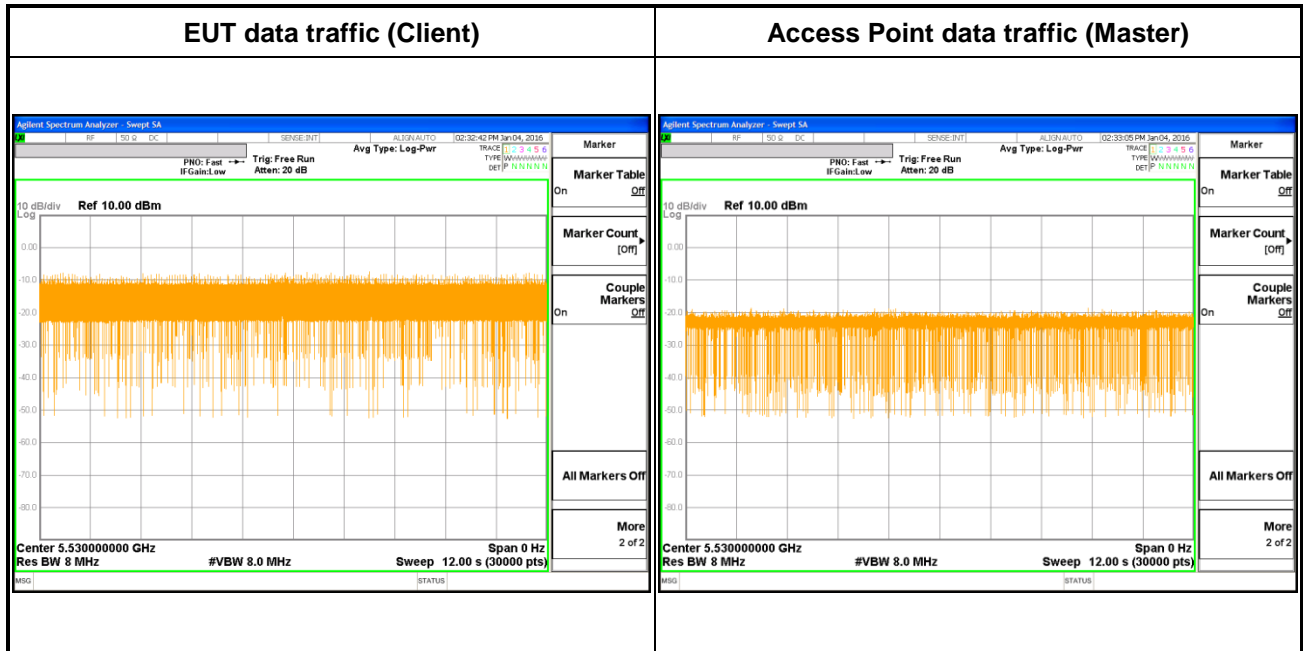 EUT data traffic (Client)
Access Point data traffic (Master)
Agilent Spectrum Analyzer - Swept SA
RF 50 Ω DC SENSE:INT ALIGN AUTO 02:32:42 PM Jan 04, 2016
Avg Type: Log-Pwr TRACE 1 2 3 4 5 6
PNO: Fast Trig: Free Run TYPE
IFGain:Low Atten: 20 dB DET P N N N N N
10 dB/div Ref 10.00 dBm
Log
0.00
-10.0
-20.0
-30.0
-40.0
-50.0
-60.0
-70.0
-80.0
Center 5.530000000 GHz Span 0 Hz
Res BW 8 MHz #VBW 8.0 MHz Sweep 12.00 s (30000 pts)
MSG STATUS
Marker
Marker Table
On Off
Marker Count
[Off]
Couple
Markers
On Off
All Markers Off
More
2 of 2
Agilent Spectrum Analyzer - Swept SA
RF 50 Ω DC SENSE:INT ALIGN AUTO 02:33:05 PM Jan 04, 2016
Avg Type: Log-Pwr TRACE 1 2 3 4 5 6
PNO: Fast Trig: Free Run TYPE
IFGain:Low Atten: 20 dB DET P N N N N N
10 dB/div Ref 10.00 dBm
Log
0.00
-10.0
-20.0
-30.0
-40.0
-50.0
-60.0
-70.0
-80.0
Center 5.530000000 GHz Span 0 Hz
Res BW 8 MHz #VBW 8.0 MHz Sweep 12.00 s (30000 pts)
MSG STATUS
Marker
Marker Table
On Off
Marker Count
[Off]
Couple
Markers
On Off
All Markers Off
More
2 of 2